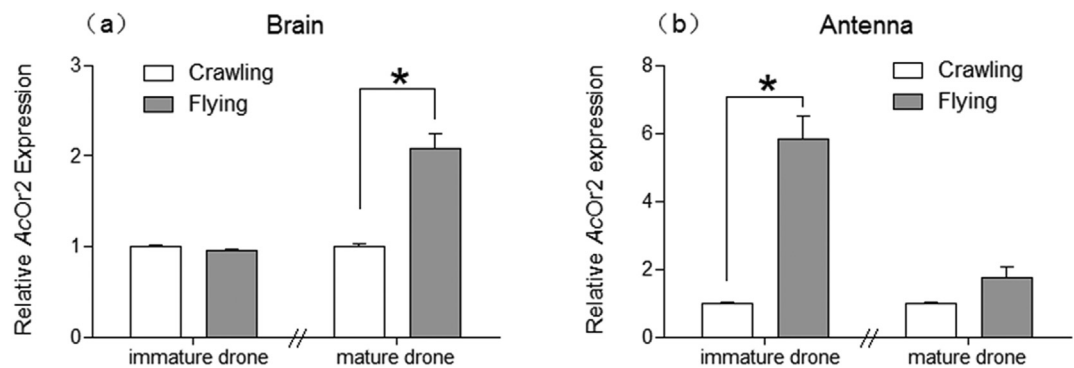 （a） Brain
Relative AcOr2 Expression
3
2
1
0
Crawling
Flying
*
immature drone // mature drone
（b） Antenna
Relative AcOr2 expression
8
6
4
2
0
Crawling
Flying
*
immature drone // mature drone